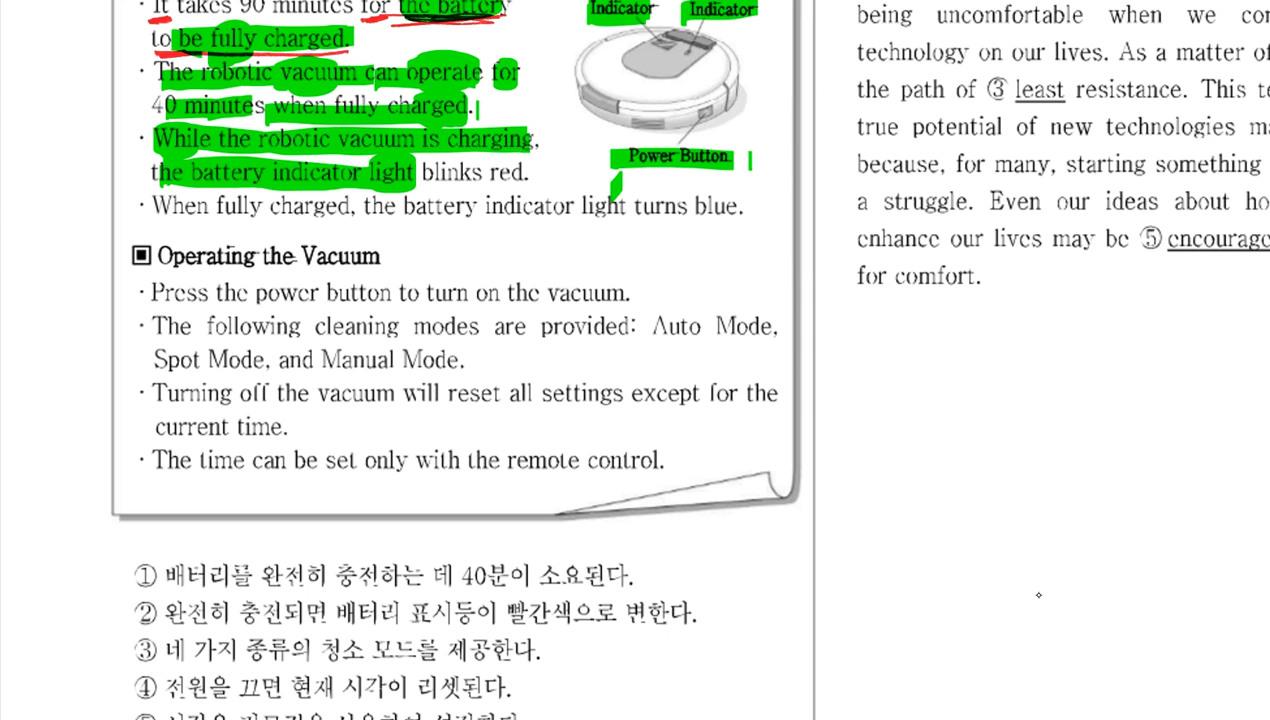 · It takes 90 minutes for the battery
to be fully charged.
· The robotic vacuum can operate for
40 minutes when fully charged.
· While the robotic vacuum is charging,
the battery indicator light blinks red.
· When fully charged, the battery indicator light turns blue.
Indicator
Indicator
Power Button
▣ Operating the Vacuum
· Press the power button to turn on the vacuum.
· The following cleaning modes are provided: Auto Mode,
Spot Mode, and Manual Mode.
· Turning off the vacuum will reset all settings except for the
current time.
· The time can be set only with the remote control.
① 배터리를 완전히 충전하는 데 40분이 소요된다.
② 완전히 충전되면 배터리 표시등이 빨간색으로 변한다.
③ 네 가지 종류의 청소 모드를 제공한다.
④ 전원을 끄면 현재 시각이 리셋된다.
being uncomfortable when we
technology on our lives. As a matter of
the path of ③ least resistance. This
true potential of new technologies
because, for many, starting something
a struggle. Even our ideas about
enhance our lives may be ⑤
for comfort.